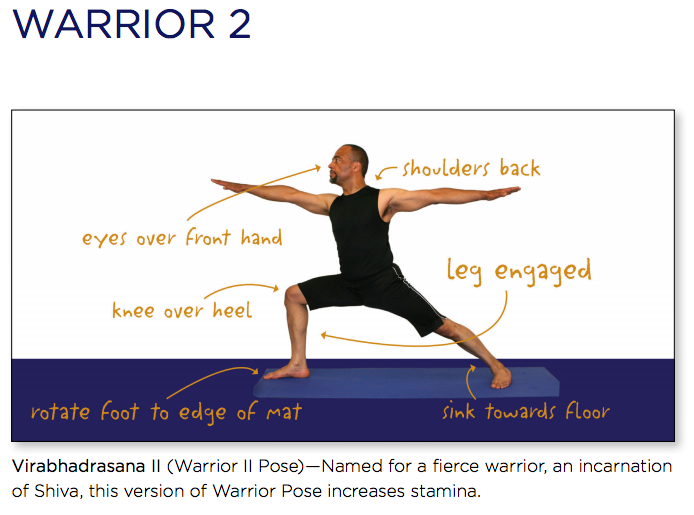 WARRIOR 2
shoulders back
eyes over front hand
leg engaged
knee over heel
rotate foot to edge of mat
sink towards floor
Virabhadrasana II (Warrior II Pose)—Named for a fierce warrior, an incarnation
of Shiva, this version of Warrior Pose increases stamina.